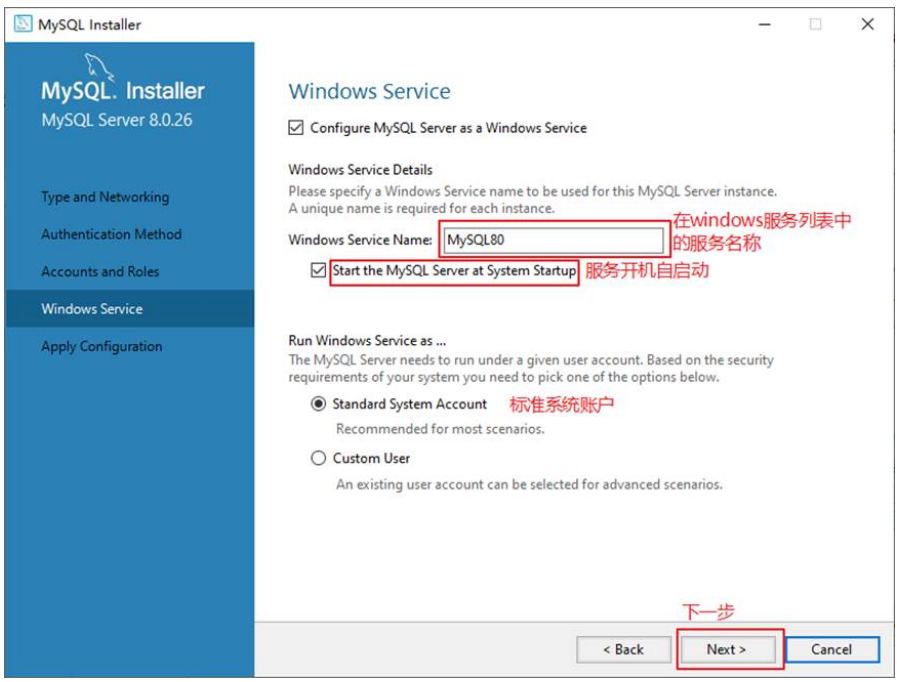 MySQL Installer
MySQL. Installer
MySQL Server 8.0.26
Type and Networking
Authentication Method
Accounts and Roles
Windows Service
Apply Configuration
Windows Service
Configure MySQL Server as a Windows Service
Windows Service Details
Please specify a Windows Service name to be used for this MySQL Server instance.
A unique name is required for each instance.
Windows Service Name: MySQL80
在windows服务列表中
的服务名称
Start the MySQL Server at System Startup 服务开机自启动
Run Windows Service as ...
The MySQL Server needs to run under a given user account. Based on the security
requirements of your system you need to pick one of the options below.
Standard System Account 标准系统账户
Recommended for most scenarios.
Custom User
An existing user account can be selected for advanced scenarios.
下一步
< Back Next > Cancel